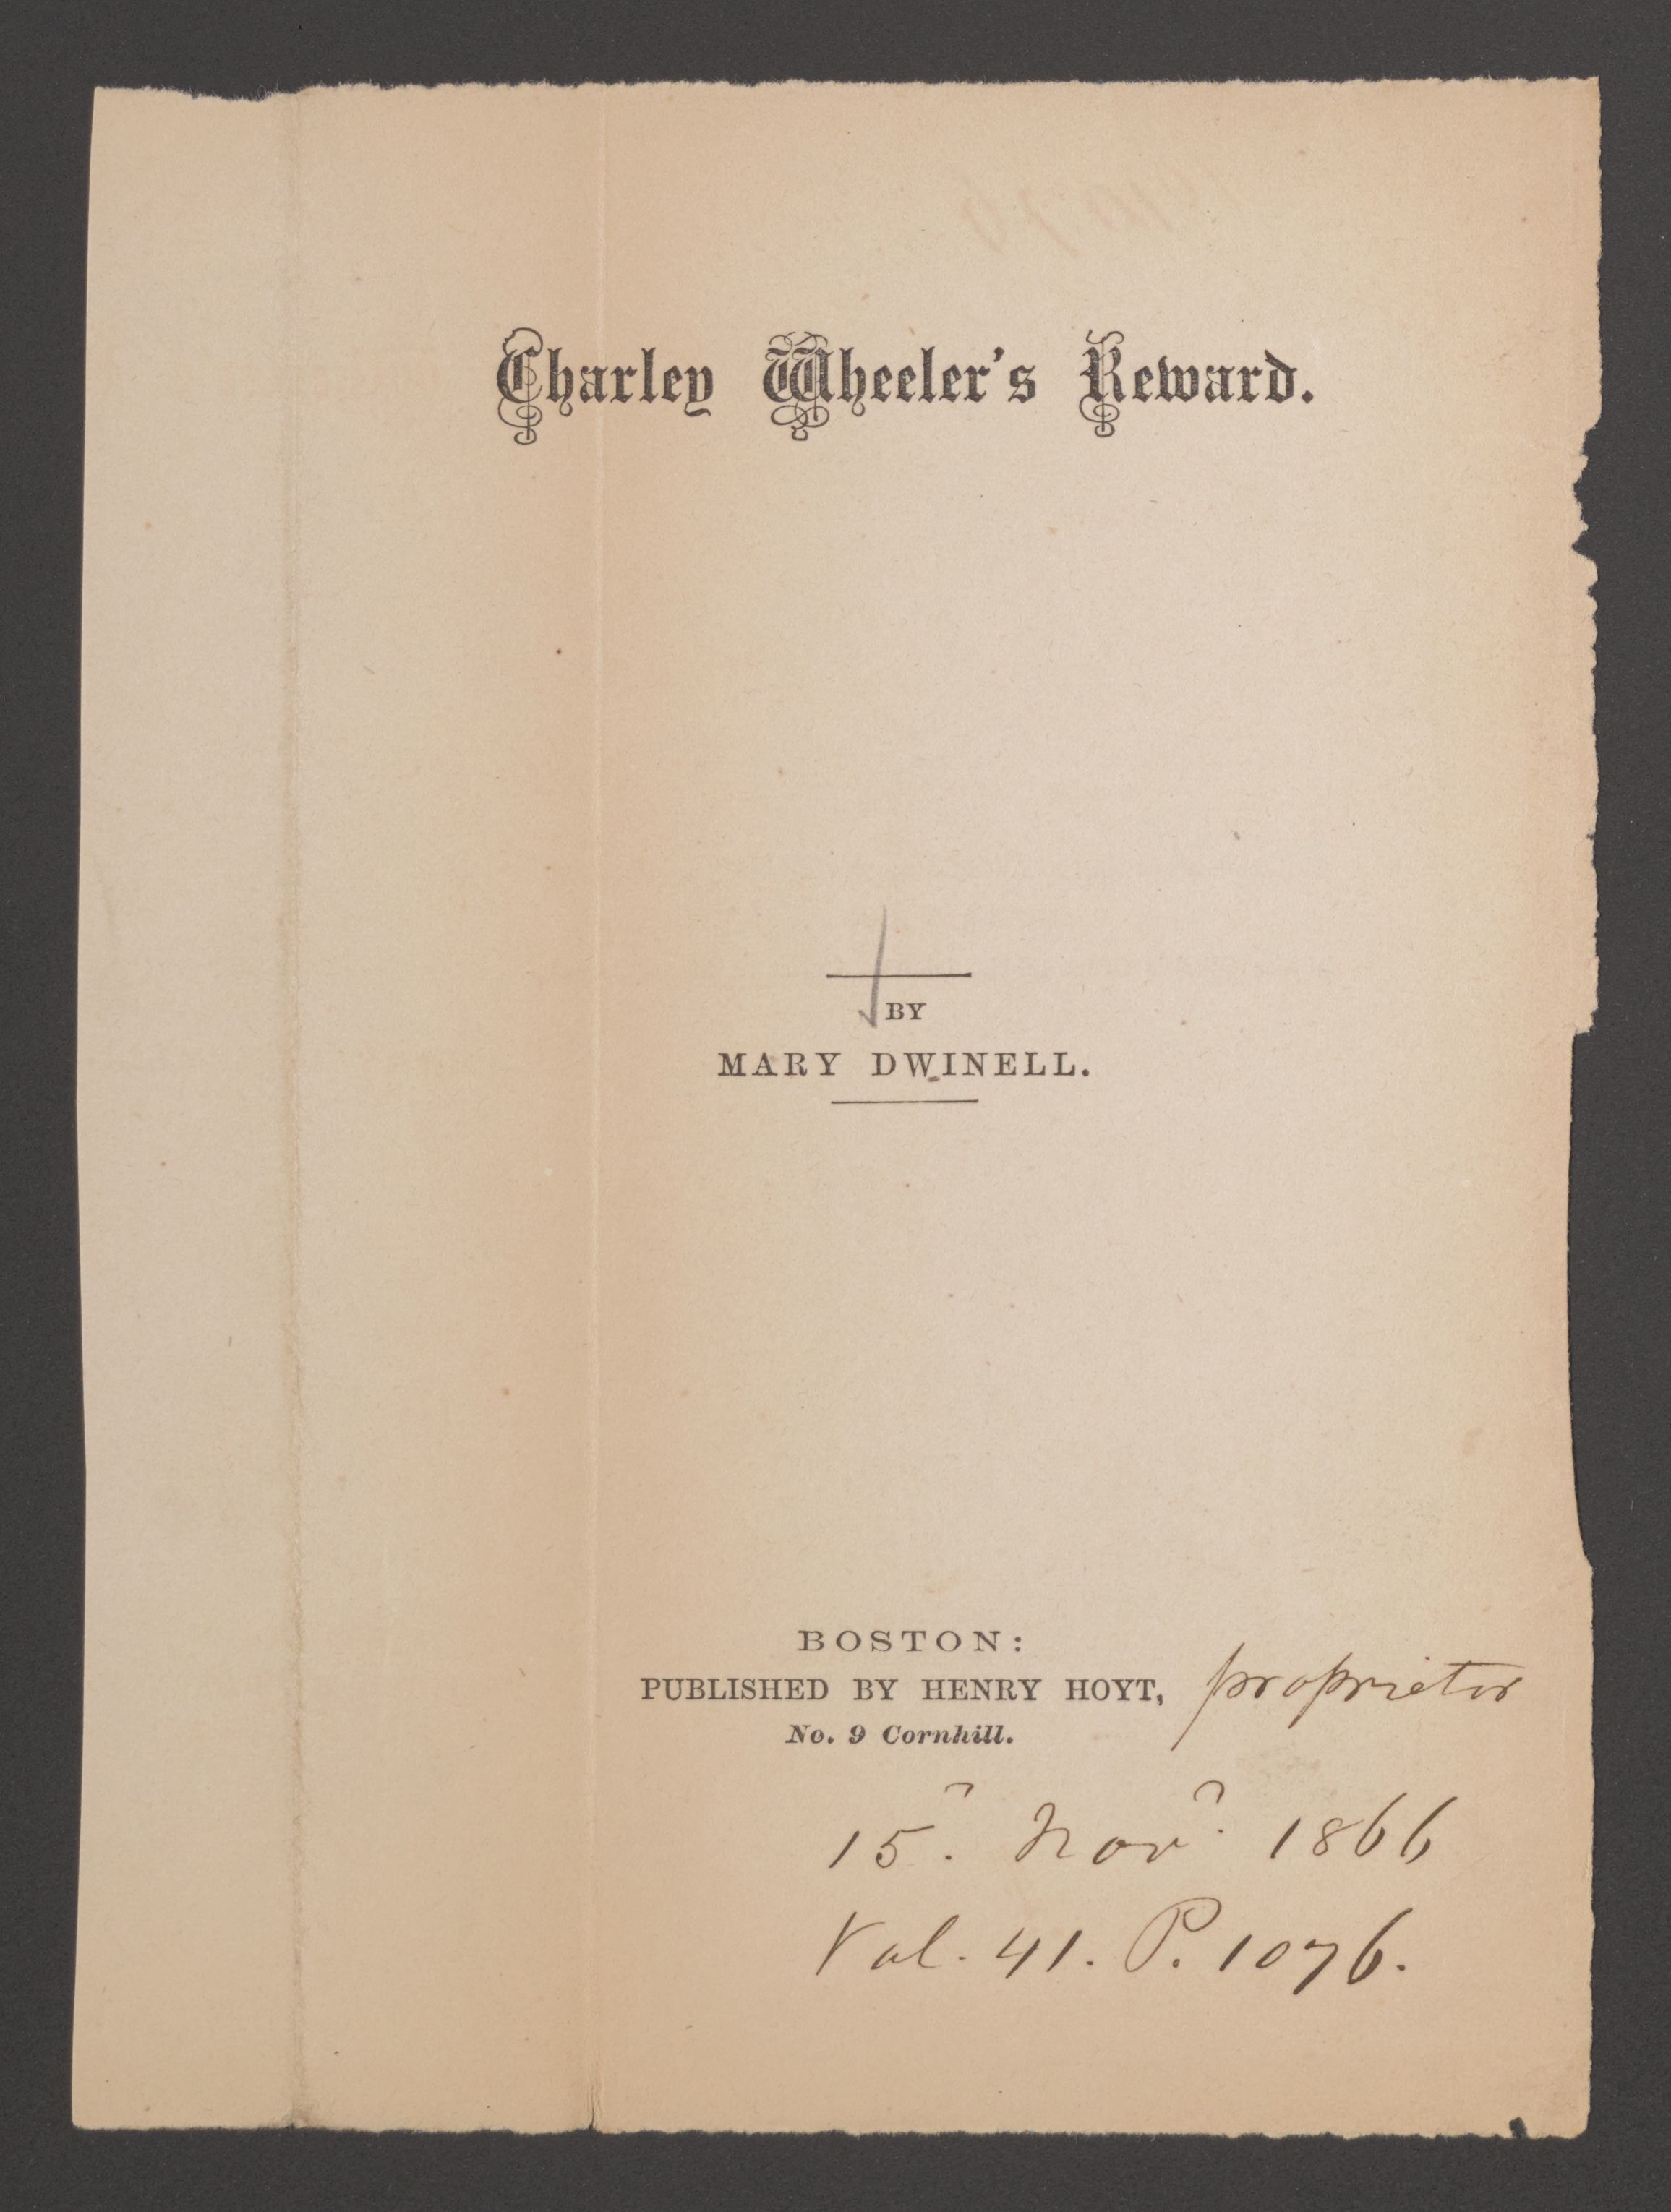 Charley Wheeler's Reward.
BY
MARY DWINELL.
BOSTON:
PUBLISHED BY HENRY HOYT, proprietor
No. 9 Cornhill.
15. Nov. 1866
Vol. 41. P. 1076.